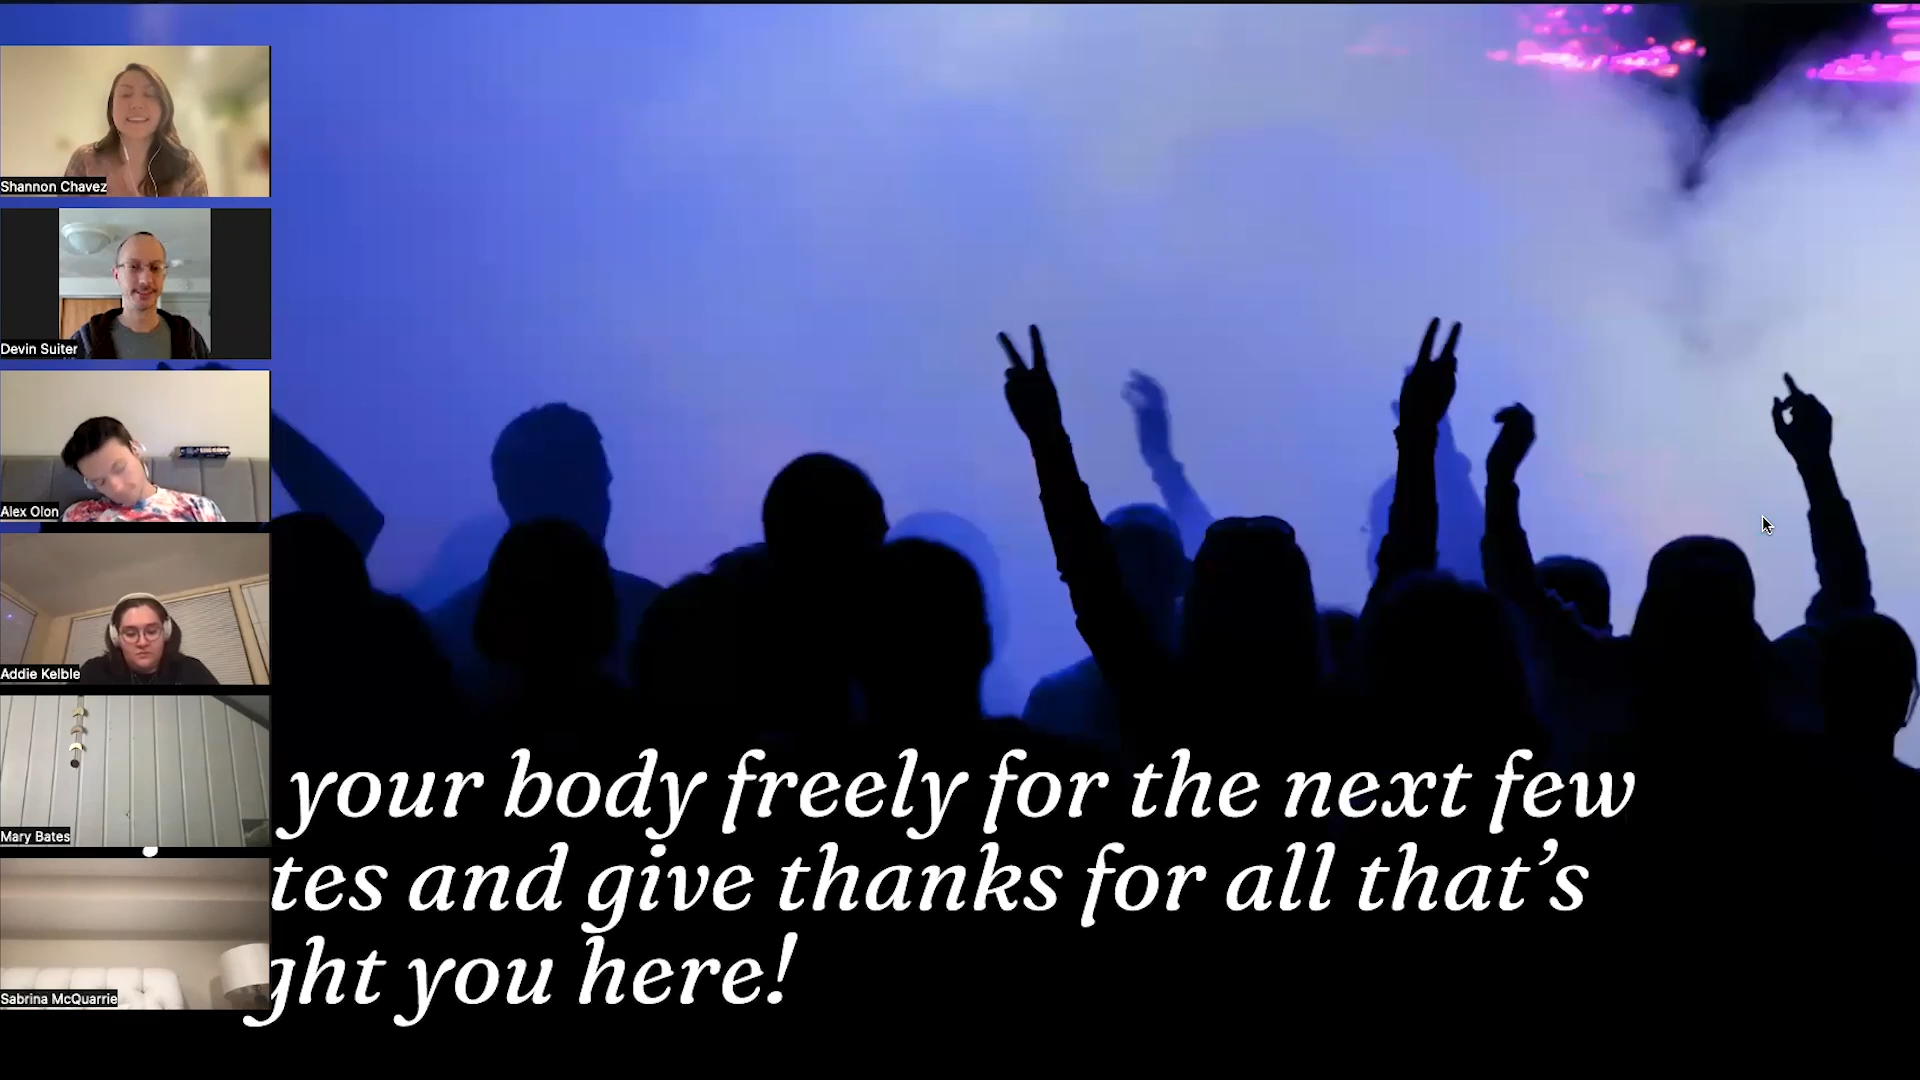 Shannon Chavez
Devin Suiter
Alex Olon
Addie Kelble
Mary Bates
Sabrina McQuarrie
your body freely for the next few
tes and give thanks for all that’s
ght you here!